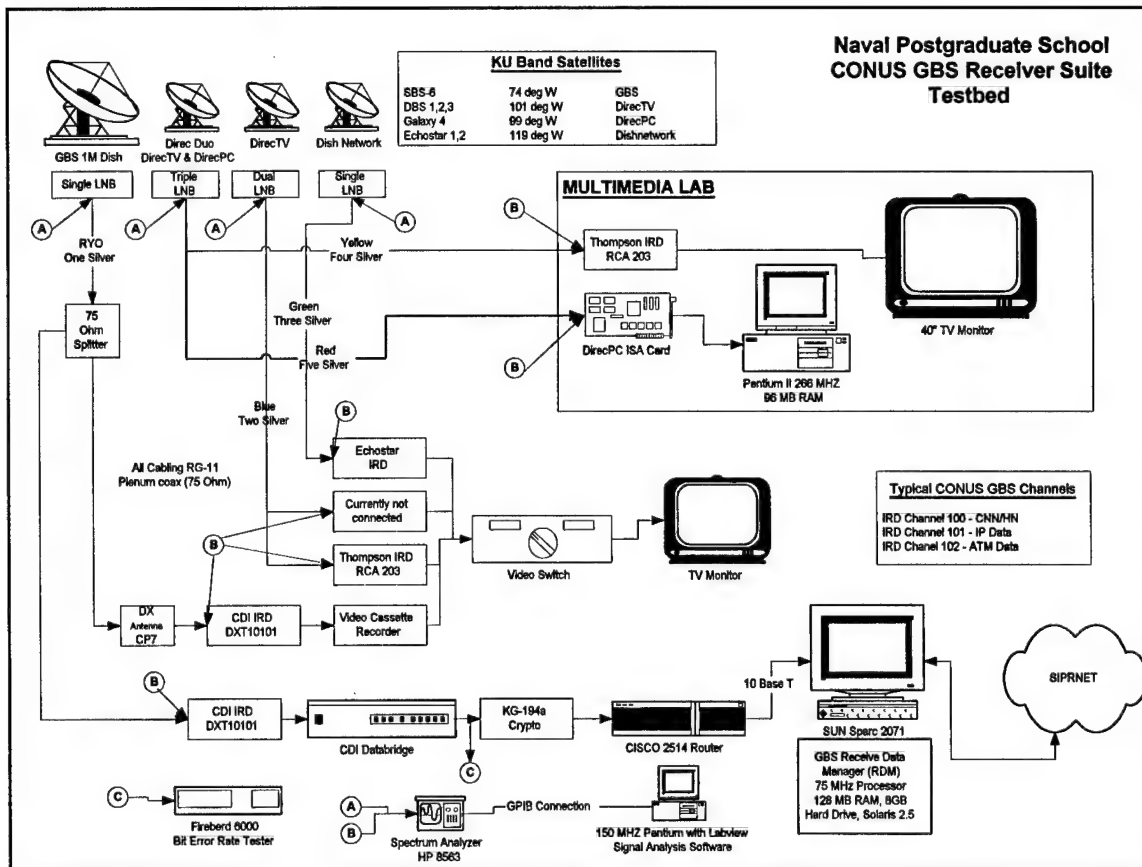 Naval Postgraduate School
CONUS GBS Receiver Suite
Testbed
KU Band Satellites
SBS-6 74 deg W GBS
DBS 1,2,3 101 deg W DirecTV
Galaxy 4 99 deg W DirecPC
Echostar 1,2 119 deg W Dishnetwork
GBS 1M Dish
Direc Duo
DirecTV & DirecPC
DirecTV
Dish Network
Single LNB
Triple
LNB
Dual
LNB
Single
LNB
A
A
A
A
RYO
One Silver
Yellow
Four Silver
Green
Three Silver
Red
Five Silver
Blue
Two Silver
75
Ohm
Splitter
All Cabling RG-11
Plenum coax (75 Ohm)
MULTIMEDIA LAB
B
Thompson IRD
RCA 203
40" TV Monitor
DirecPC ISA Card
B
Pentium II 266 MHZ
96 MB RAM
B
Echostar
IRD
Currently not
connected
B
Thompson IRD
RCA 203
Video Switch
TV Monitor
Typical CONUS GBS Channels
IRD Channel 100 - CNN/HN
IRD Channel 101 - IP Data
IRD Chanel 102 - ATM Data
DX
Antenna
CP7
CDI IRD
DXT10101
Video Cassette
Recorder
B
CDI IRD
DXT10101
CDI Databridge
C
KG-194a
Crypto
CISCO 2514 Router
10 Base T
SUN Sparc 2071
SIPRNET
GBS Receive Data
Manager (RDM)
75 MHz Processor
128 MB RAM, 8GB
Hard Drive, Solaris 2.5
C
Fireberd 6000
Bit Error Rate Tester
A
B
Spectrum Analyzer
HP 8563
GPIB Connection
150 MHZ Pentium with Labview
Signal Analysis Software